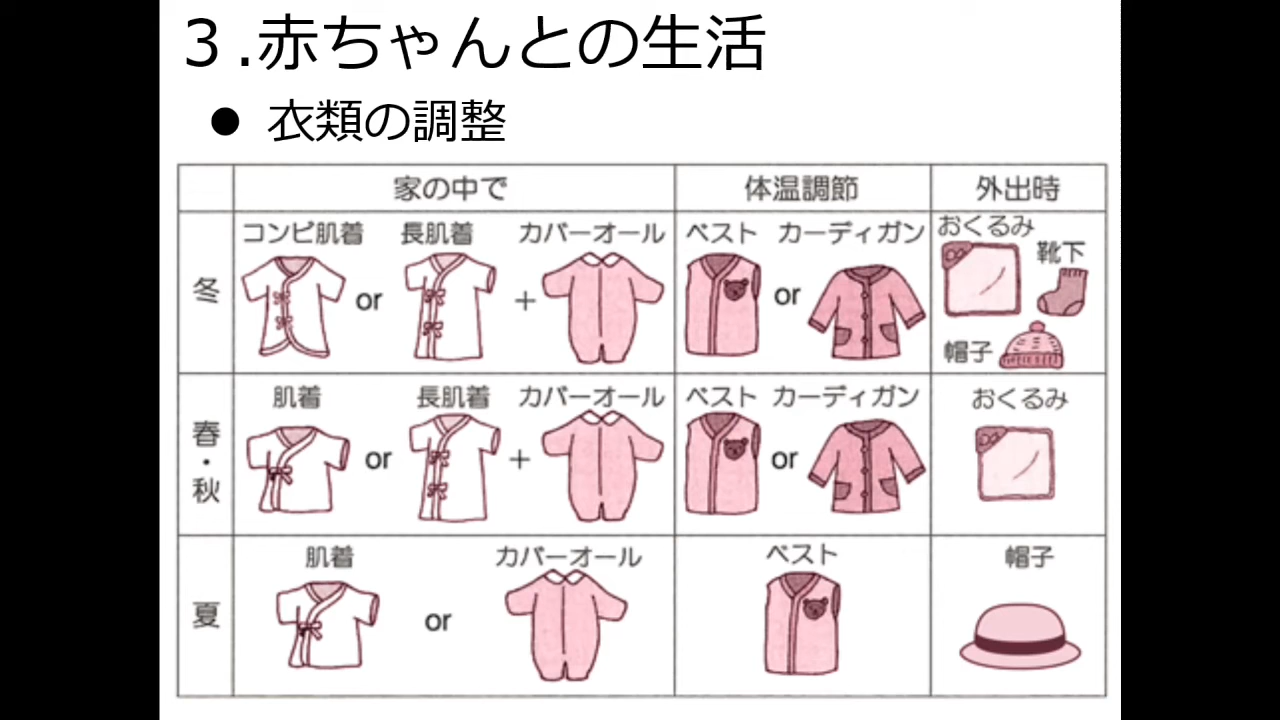 ３.赤ちゃんとの生活
● 衣類の調整
家の中で 体温調節 外出時
冬
コンビ肌着 or 長肌着 + カバーオール
ベスト or カーディガン
おくるみ
靴下
帽子
春・秋
肌着 or 長肌着 + カバーオール
ベスト or カーディガン
おくるみ
夏
肌着 or カバーオール
ベスト
帽子